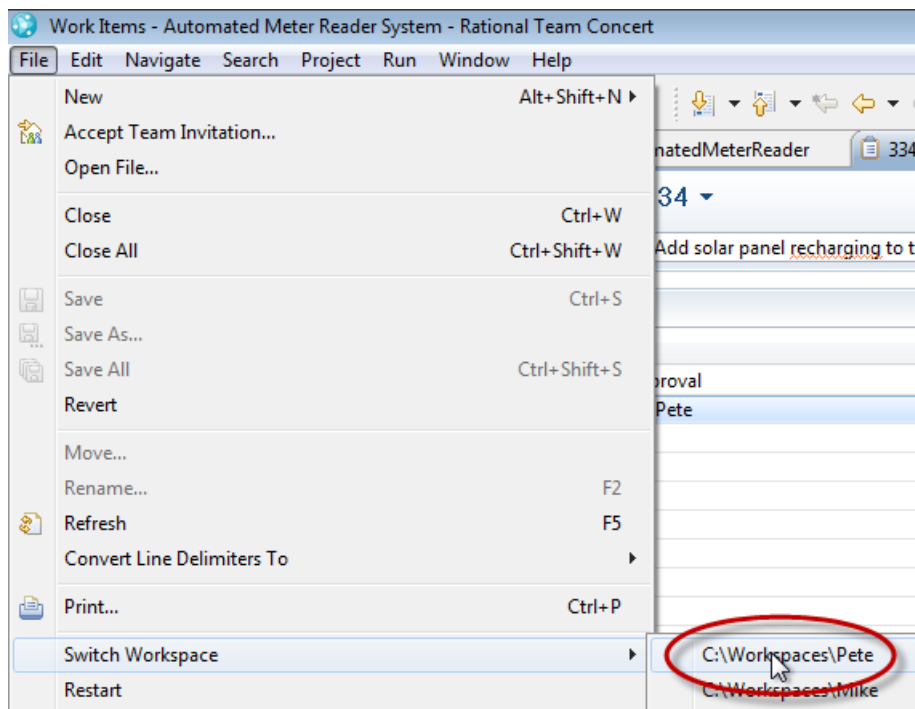 Work Items - Automated Meter Reader System - Rational Team Concert
File Edit Navigate Search Project Run Window Help
New Alt+Shift+N
Accept Team Invitation...
Open File...
natedMeterReader 334
34
Close Ctrl+W
Close All Ctrl+Shift+W
Add solar panel recharging to t
Save Ctrl+S
Save As...
Save All Ctrl+Shift+S
proval
Revert
Pete
Move...
Rename... F2
Refresh F5
Convert Line Delimiters To
Print... Ctrl+P
Switch Workspace
C:\Workspaces\Pete
Restart
C:\Workspaces\Mike